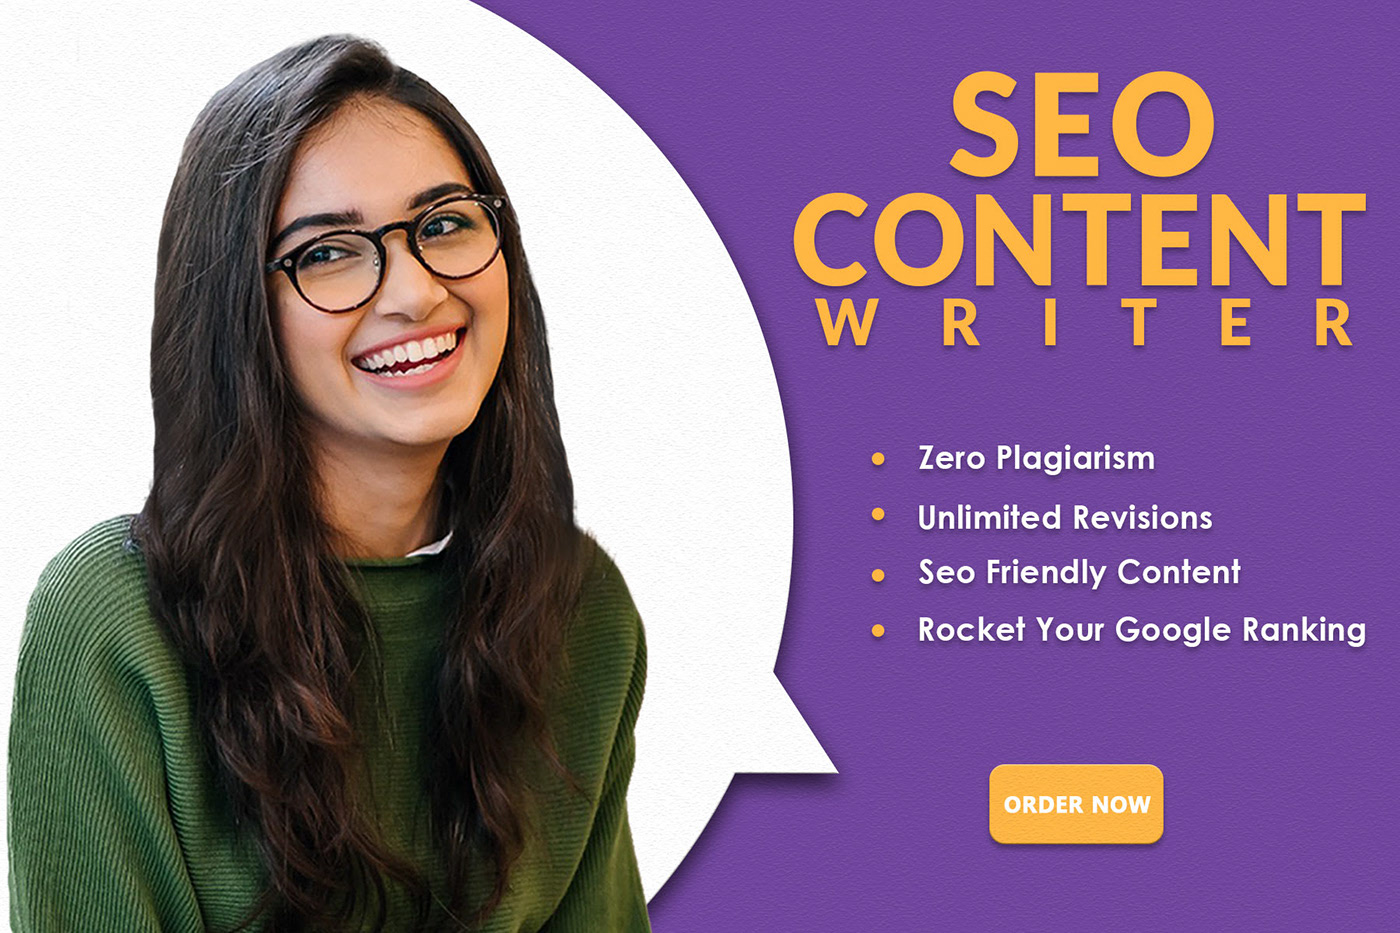 SEO
CONTENT
WRITER
Zero Plagiarism
Unlimited Revisions
Seo Friendly Content
Rocket Your Google Ranking
ORDER NOW